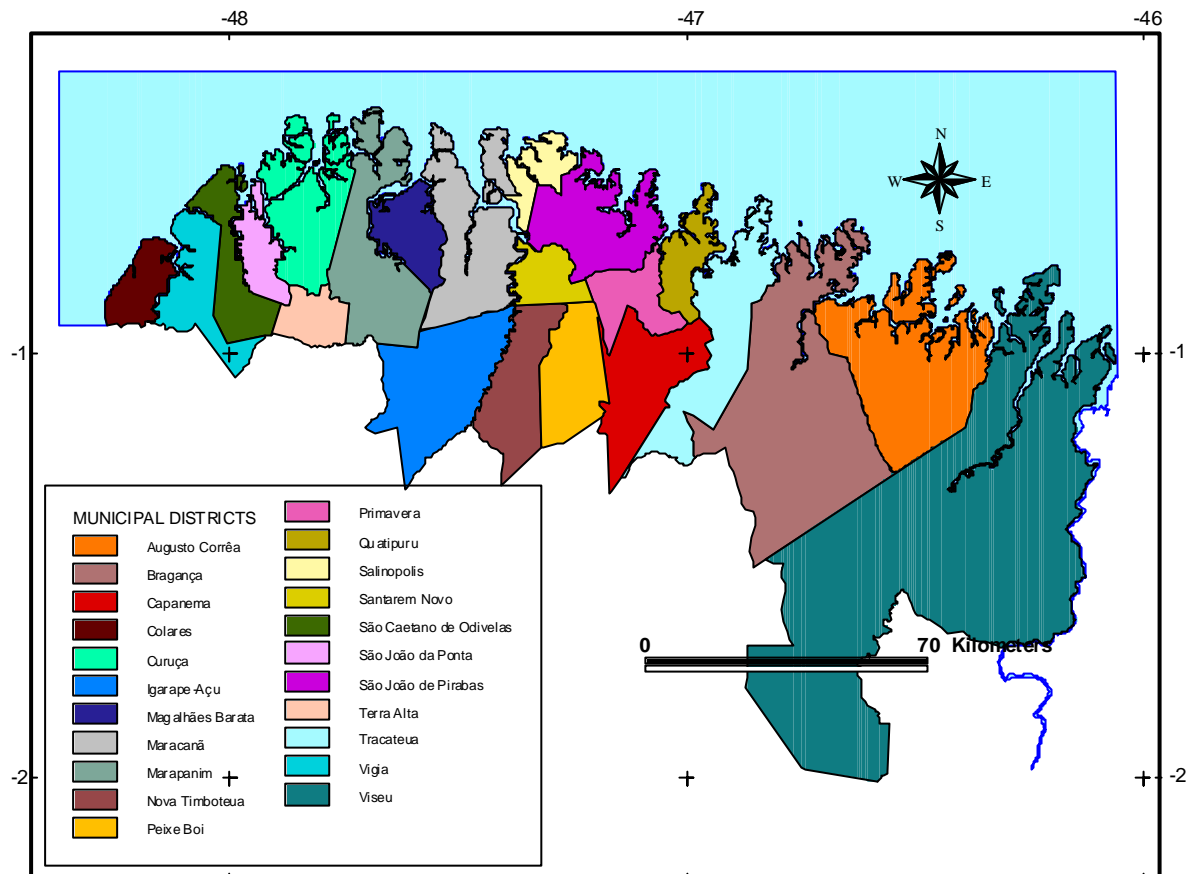 -48 -47 -46
N
W E
S
-1 -1
MUNICIPAL DISTRICTS
Augusto Corrêa
Bragança
Capanema
Colares
Curuça
Igarape-Açu
Magalhães Barata
Maracanã
Marapanim
Nova Timboteua
Peixe Boi
Primavera
Quatipuru
Salinopolis
Santarem Novo
São Caetano de Odivelas
São João da Ponta
São João de Pirabas
Terra Alta
Tracateua
Vigia
Viseu
0 70 Kilometers
-2 -2